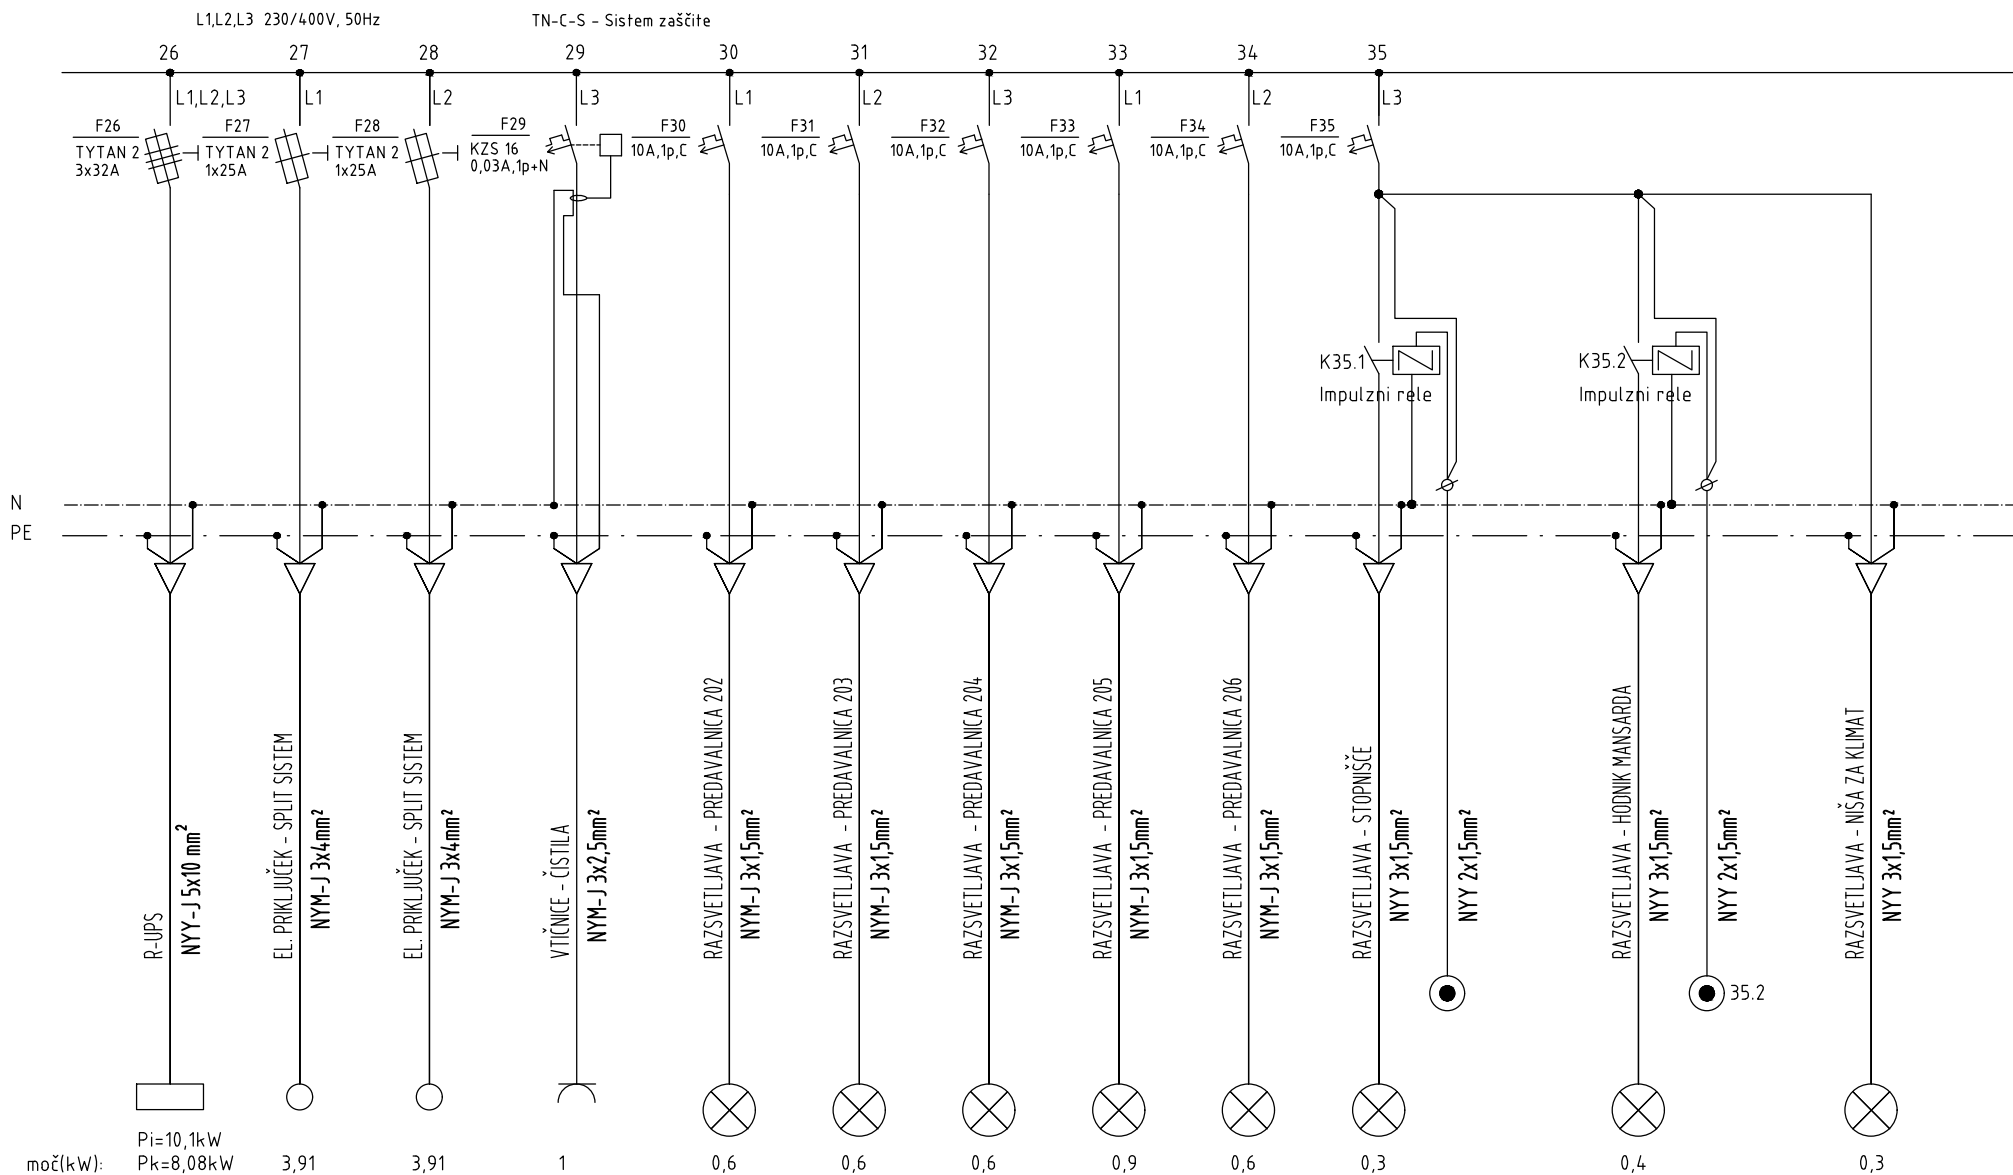 L1,L2,L3 230/400V, 50Hz
TN-C-S - Sistem zaščite
26 27 28 29 30 31 32 33 34 35
L1,L2,L3 L1 L2 L3 L1 L2 L3 L1 L2 L3
F26
TYTAN 2
3x32A
F27
TYTAN 2
1x25A
F28
TYTAN 2
1x25A
F29
KZS 16
0,03A,1p+N
F30
10A,1p,C
F31
10A,1p,C
F32
10A,1p,C
F33
10A,1p,C
F34
10A,1p,C
F35
10A,1p,C
K35.1
Impulzni rele
K35.2
Impulzni rele
N
PE
R-UPS
NYY-J 5x10 mm²
EL. PRIKLJUČEK - SPLIT SISTEM
NYM-J 3x4mm²
EL. PRIKLJUČEK - SPLIT SISTEM
NYM-J 3x4mm²
VTIČNICE - ČISTILA
NYM-J 3x2,5mm²
RAZSVETLJAVA - PREDAVALNICA 202
NYM-J 3x1,5mm²
RAZSVETLJAVA - PREDAVALNICA 203
NYM-J 3x1,5mm²
RAZSVETLJAVA - PREDAVALNICA 204
NYM-J 3x1,5mm²
RAZSVETLJAVA - PREDAVALNICA 205
NYM-J 3x1,5mm²
RAZSVETLJAVA - PREDAVALNICA 206
NYM-J 3x1,5mm²
RAZSVETLJAVA - STOPNIŠČE
NYY 3x1,5mm²
NYY 2x1,5mm²
RAZSVETLJAVA - HODNIK MANSARDA
NYY 3x1,5mm²
NYY 2x1,5mm²
RAZSVETLJAVA - NIŠA ZA KLIMAT
NYY 3x1,5mm²
35.2
Pi=10,1kW
moč(kW): Pk=8,08kW 3,91 3,91 1 0,6 0,6 0,6 0,9 0,6 0,3 0,4 0,3